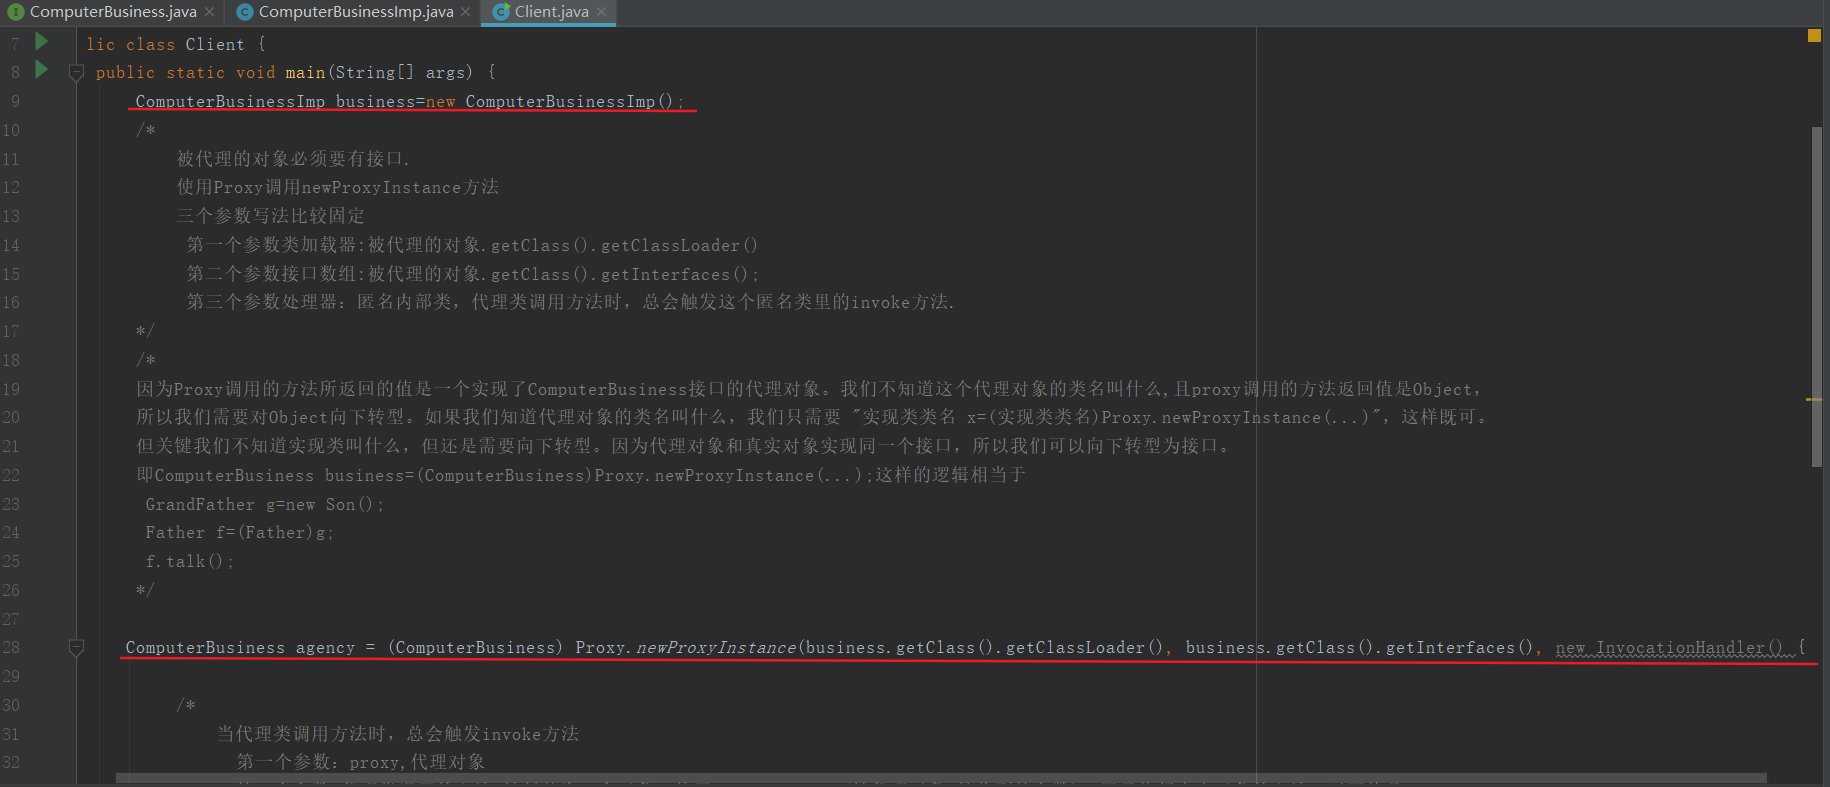 ComputerBusiness.java ComputerBusinessImp.java Client.java
7 lic class Client {
8 public static void main(String[] args) {
9 ComputerBusinessImp business=new ComputerBusinessImp();
10 /*
11 被代理的对象必须要有接口.
12 使用Proxy调用newProxyInstance方法
13 三个参数写法比较固定
14 第一个参数类加载器:被代理的对象.getClass().getClassLoader()
15 第二个参数接口数组:被代理的对象.getClass().getInterfaces();
16 第三个参数处理器：匿名内部类，代理类调用方法时，总会触发这个匿名类里的invoke方法.
17 */
18 /*
19 因为Proxy调用的方法所返回的值是一个实现了ComputerBusiness接口的代理对象。我们不知道这个代理对象的类名叫什么,且proxy调用的方法返回值是Object，
20 所以我们需要对Object向下转型。如果我们知道代理对象的类名叫什么，我们只需要 "实现类类名 x=(实现类类名)Proxy.newProxyInstance(...)"，这样既可。
21 但关键我们不知道实现类叫什么，但还是需要向下转型。因为代理对象和真实对象实现同一个接口，所以我们可以向下转型为接口。
22 即ComputerBusiness business=(ComputerBusiness)Proxy.newProxyInstance(...);这样的逻辑相当于
23 GrandFather g=new Son();
24 Father f=(Father)g;
25 f.talk();
26 */
27
28 ComputerBusiness agency = (ComputerBusiness) Proxy.newProxyInstance(business.getClass().getClassLoader(), business.getClass().getInterfaces(), new InvocationHandler() {
29
30 /*
31 当代理类调用方法时，总会触发invoke方法
32 第一个参数：proxy,代理对象